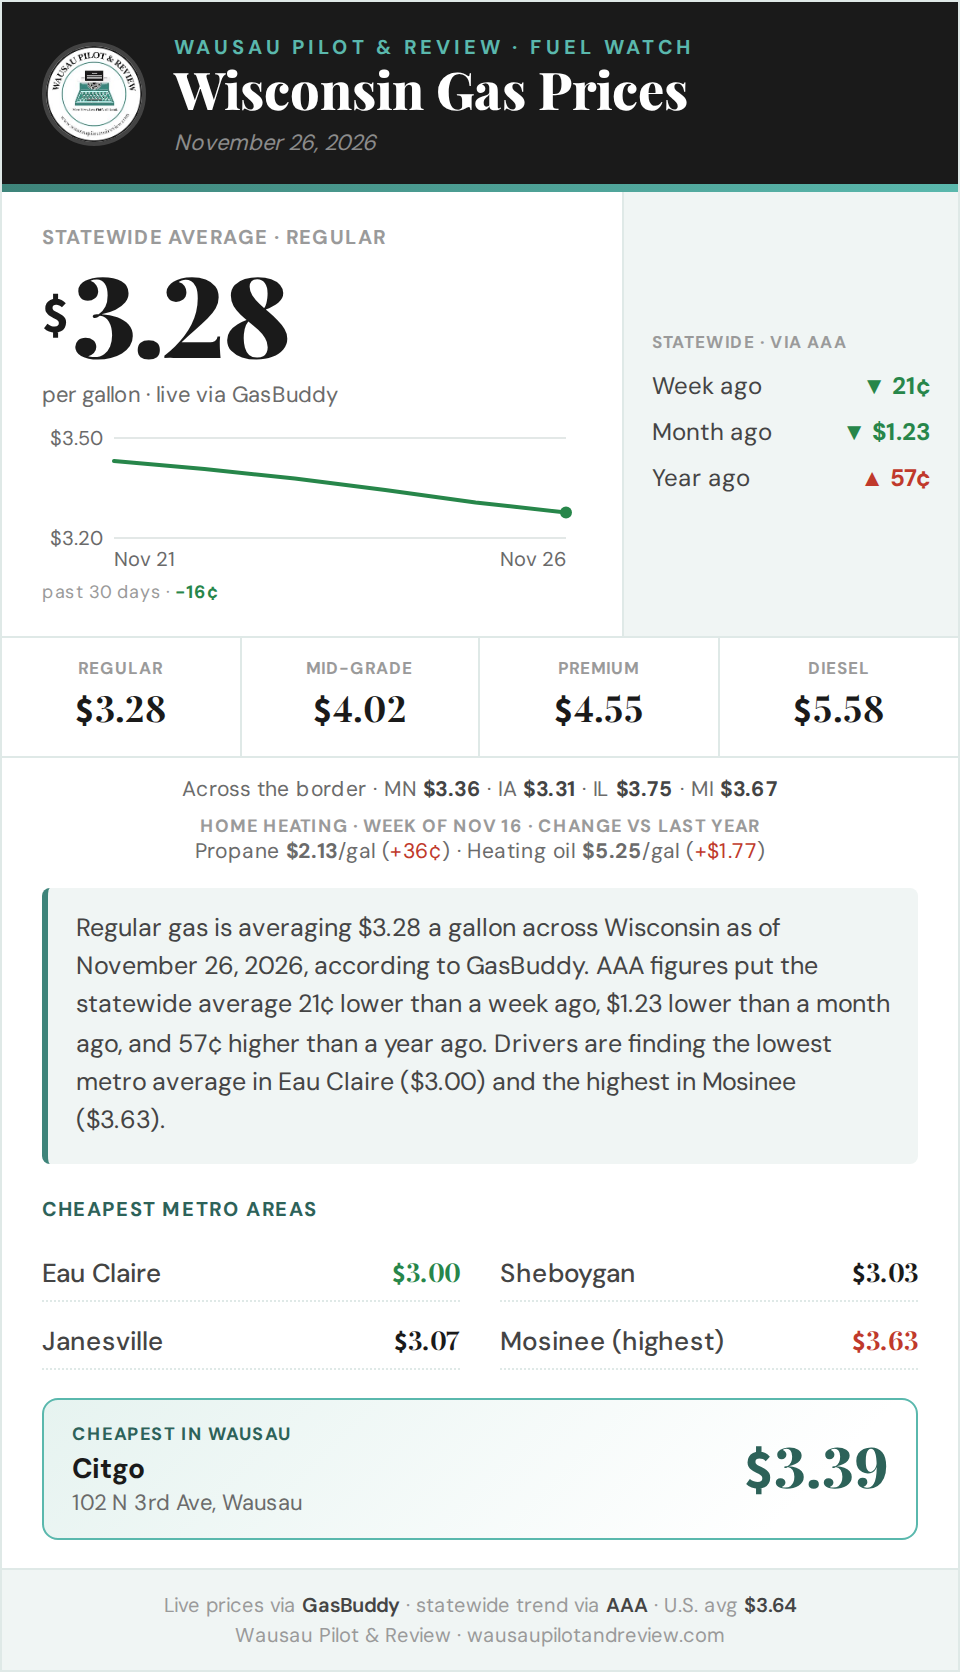 WAUSAU PILOT & REVIEW
www.wausaupilotandreview.com
WAUSAU PILOT & REVIEW · FUEL WATCH
Wisconsin Gas Prices
November 26, 2026
STATEWIDE AVERAGE · REGULAR
$3.28
per gallon · live via GasBuddy
$3.50
$3.20
Nov 21 Nov 26
past 30 days · -16¢
STATEWIDE · VIA AAA
Week ago ▼ 21¢
Month ago ▼ $1.23
Year ago ▲ 57¢
REGULAR MID-GRADE PREMIUM DIESEL
$3.28 $4.02 $4.55 $5.58
Across the border · MN $3.36 · IA $3.31 · IL $3.75 · MI $3.67
HOME HEATING · WEEK OF NOV 16 · CHANGE VS LAST YEAR
Propane $2.13/gal (+36¢) · Heating oil $5.25/gal (+$1.77)
Regular gas is averaging $3.28 a gallon across Wisconsin as of
November 26, 2026, according to GasBuddy. AAA figures put the
statewide average 21¢ lower than a week ago, $1.23 lower than a month
ago, and 57¢ higher than a year ago. Drivers are finding the lowest
metro average in Eau Claire ($3.00) and the highest in Mosinee
($3.63).
CHEAPEST METRO AREAS
Eau Claire $3.00 Sheboygan $3.03
Janesville $3.07 Mosinee (highest) $3.63
CHEAPEST IN WAUSAU
Citgo
102 N 3rd Ave, Wausau
$3.39
Live prices via GasBuddy · statewide trend via AAA · U.S. avg $3.64
Wausau Pilot & Review · wausaupilotandreview.com